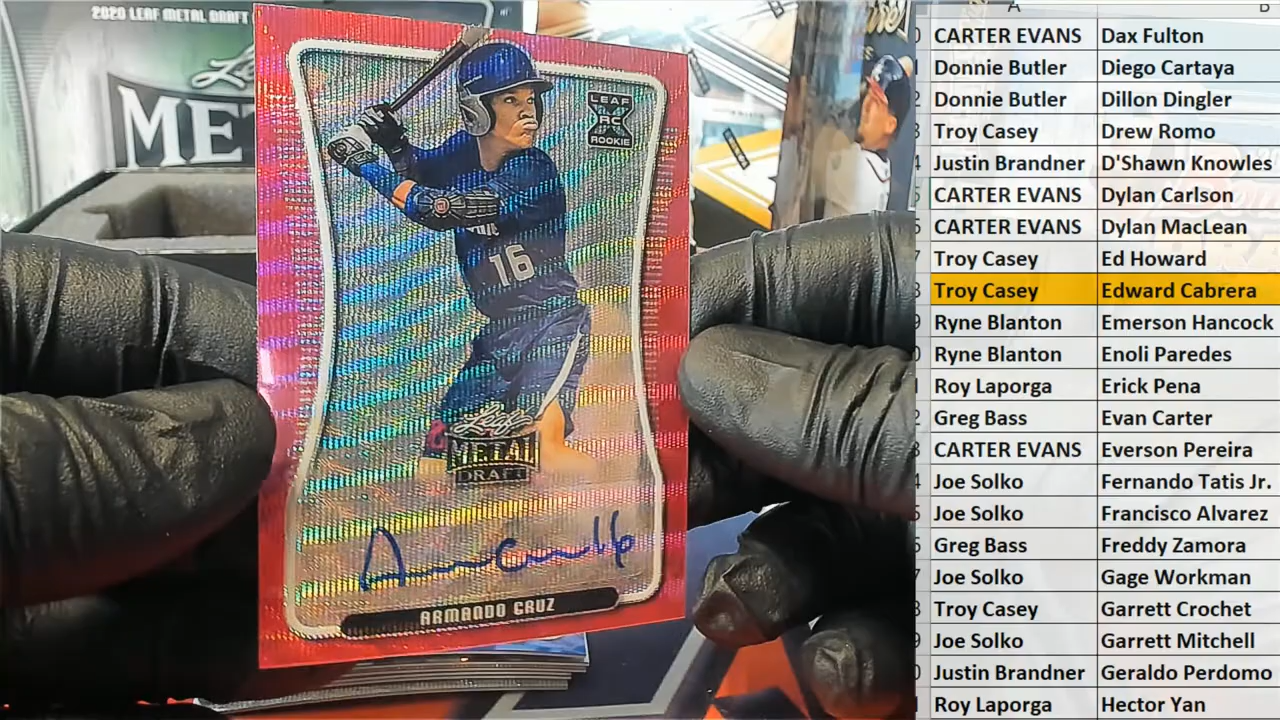 2020 LEAF METAL DRAFT
Leaf
ME
LEAF
RC
ROOKIE
16
Leaf
METAL
DRAFT
ARMANDO CRUZ
A B
CARTER EVANS Dax Fulton
Donnie Butler Diego Cartaya
Donnie Butler Dillon Dingler
Troy Casey Drew Romo
Justin Brandner D'Shawn Knowles
CARTER EVANS Dylan Carlson
CARTER EVANS Dylan MacLean
Troy Casey Ed Howard
Troy Casey Edward Cabrera
Ryne Blanton Emerson Hancock
Ryne Blanton Enoli Paredes
Roy Laporga Erick Pena
Greg Bass Evan Carter
CARTER EVANS Everson Pereira
Joe Solko Fernando Tatis Jr.
Joe Solko Francisco Alvarez
Greg Bass Freddy Zamora
Joe Solko Gage Workman
Troy Casey Garrett Crochet
Joe Solko Garrett Mitchell
Justin Brandner Geraldo Perdomo
Roy Laporga Hector Yan